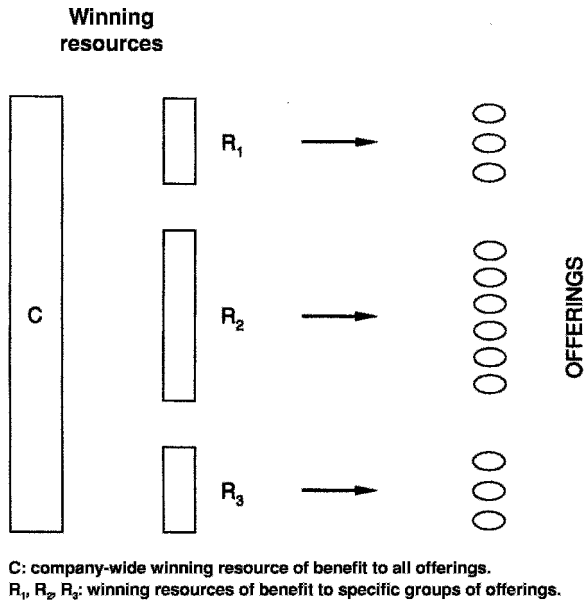 Winning
resources
C
R₁
R₂
R₃
OFFERINGS
C: company-wide winning resource of benefit to all offerings.
R₁, R₂, R₃: winning resources of benefit to specific groups of offerings.